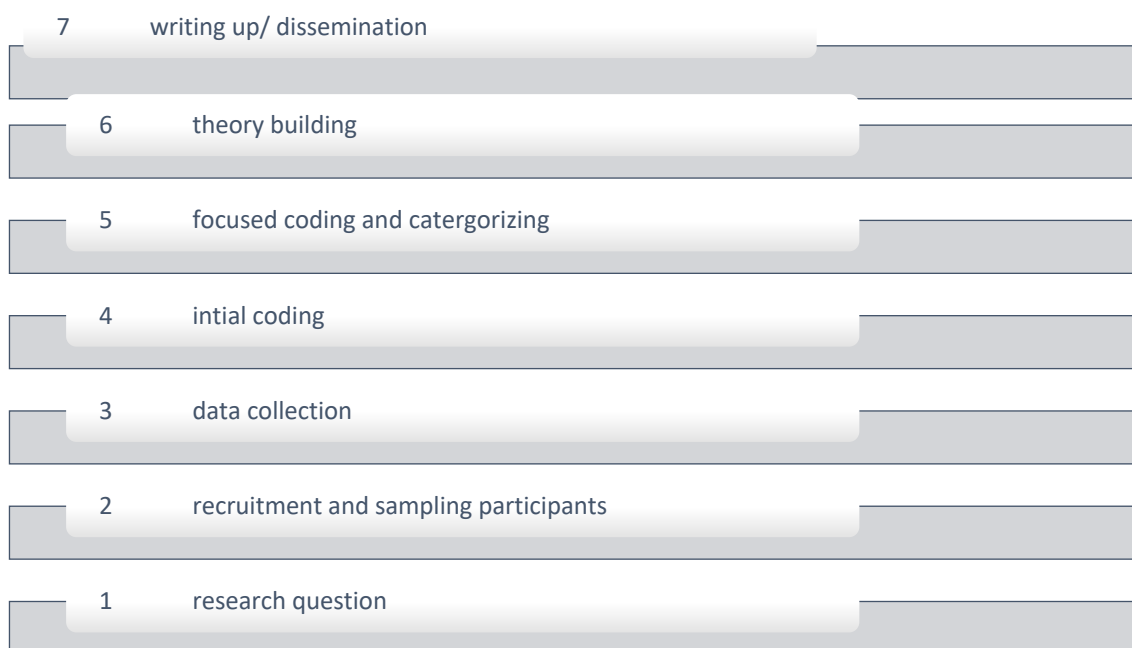 7 writing up/ dissemination
6 theory building
5 focused coding and catergorizing
4 intial coding
3 data collection
2 recruitment and sampling participants
1 research question